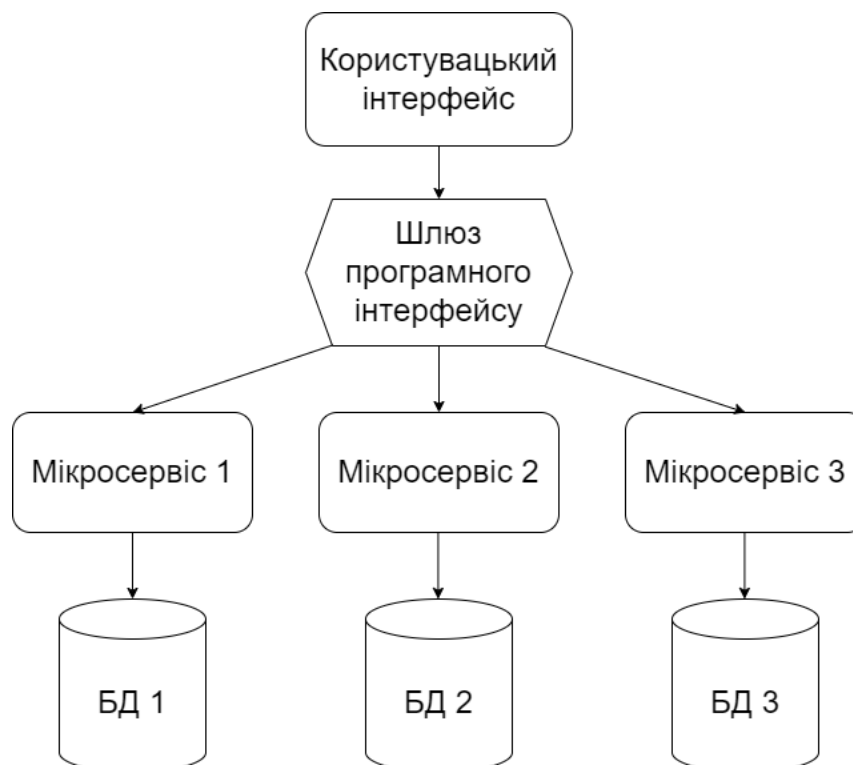 Користувацький
інтерфейс
Шлюз
програмного
інтерфейсу
Мікросервіс 1
Мікросервіс 2
Мікросервіс 3
БД 1
БД 2
БД 3